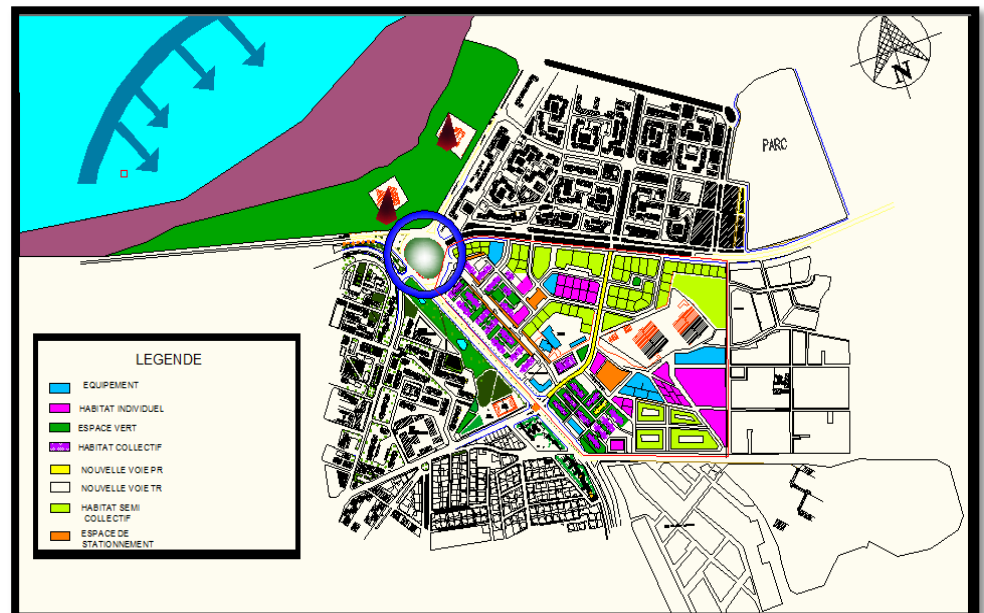 N
PARC
LEGENDE
EQUIPEMENT
HABITAT INDIVIDUEL
ESPACE VERT
HABITAT COLLECTIF
NOUVELLE VOIE PR
NOUVELLE VOIE TR
HABITAT SEMI
COLLECTIF
ESPACE DE
STATIONNEMENT